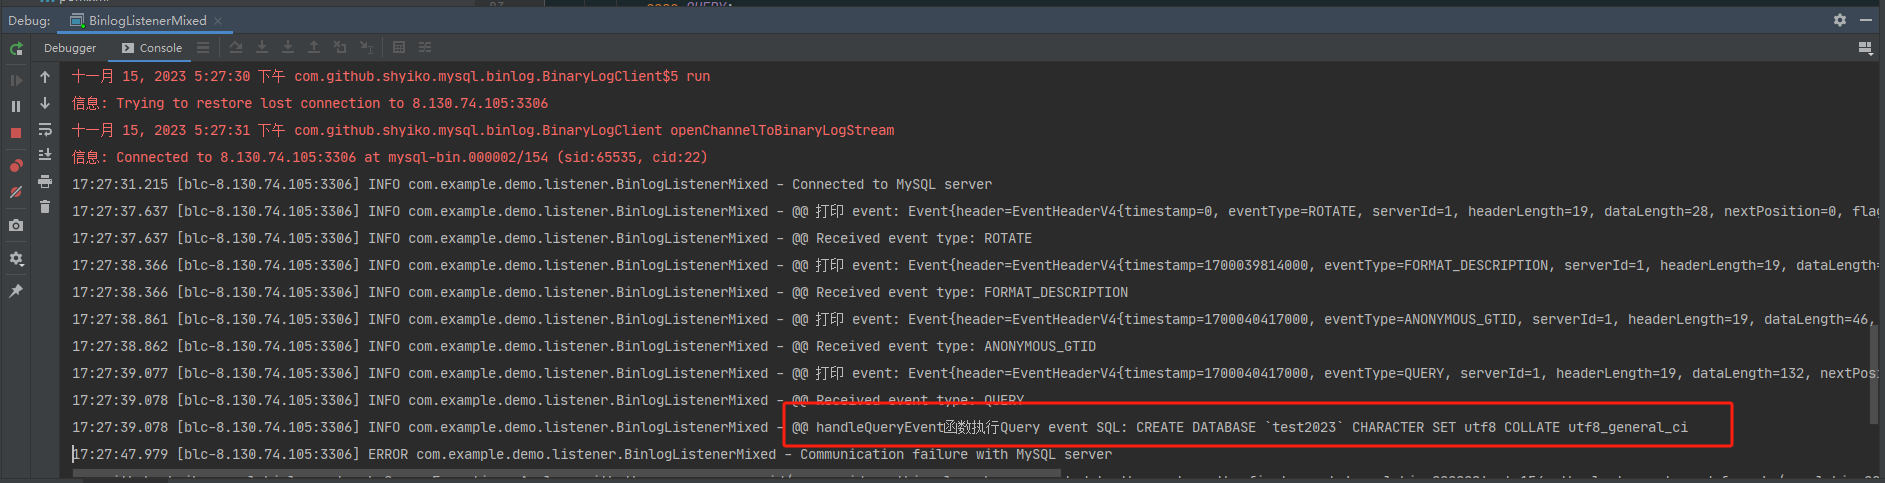 Debug: BinlogListenerMixed
Debugger Console
十一月 15, 2023 5:27:30 下午 com.github.shyiko.mysql.binlog.BinaryLogClient$5 run
信息: Trying to restore lost connection to 8.130.74.105:3306
十一月 15, 2023 5:27:31 下午 com.github.shyiko.mysql.binlog.BinaryLogClient openChannelToBinaryLogStream
信息: Connected to 8.130.74.105:3306 at mysql-bin.000002/154 (sid:65535, cid:22)
17:27:31.215 [blc-8.130.74.105:3306] INFO com.example.demo.listener.BinlogListenerMixed - Connected to MySQL server
17:27:37.637 [blc-8.130.74.105:3306] INFO com.example.demo.listener.BinlogListenerMixed - @@ 打印 event: Event{header=EventHeaderV4{timestamp=0, eventType=ROTATE, serverId=1, headerLength=19, dataLength=28, nextPosition=0, flag
17:27:37.637 [blc-8.130.74.105:3306] INFO com.example.demo.listener.BinlogListenerMixed - @@ Received event type: ROTATE
17:27:38.366 [blc-8.130.74.105:3306] INFO com.example.demo.listener.BinlogListenerMixed - @@ 打印 event: Event{header=EventHeaderV4{timestamp=1700039814000, eventType=FORMAT_DESCRIPTION, serverId=1, headerLength=19, dataLength=
17:27:38.366 [blc-8.130.74.105:3306] INFO com.example.demo.listener.BinlogListenerMixed - @@ Received event type: FORMAT_DESCRIPTION
17:27:38.861 [blc-8.130.74.105:3306] INFO com.example.demo.listener.BinlogListenerMixed - @@ 打印 event: Event{header=EventHeaderV4{timestamp=1700040417000, eventType=ANONYMOUS_GTID, serverId=1, headerLength=19, dataLength=46,
17:27:38.862 [blc-8.130.74.105:3306] INFO com.example.demo.listener.BinlogListenerMixed - @@ Received event type: ANONYMOUS_GTID
17:27:39.077 [blc-8.130.74.105:3306] INFO com.example.demo.listener.BinlogListenerMixed - @@ 打印 event: Event{header=EventHeaderV4{timestamp=1700040417000, eventType=QUERY, serverId=1, headerLength=19, dataLength=132, nextPos
17:27:39.078 [blc-8.130.74.105:3306] INFO com.example.demo.listener.BinlogListenerMixed - @@ Received event type: QUERY
17:27:39.078 [blc-8.130.74.105:3306] INFO com.example.demo.listener.BinlogListenerMixed - @@ handleQueryEvent函数执行Query event SQL: CREATE DATABASE `test2023` CHARACTER SET utf8 COLLATE utf8_general_ci
17:27:47.979 [blc-8.130.74.105:3306] ERROR com.example.demo.listener.BinlogListenerMixed - Communication failure with MySQL server